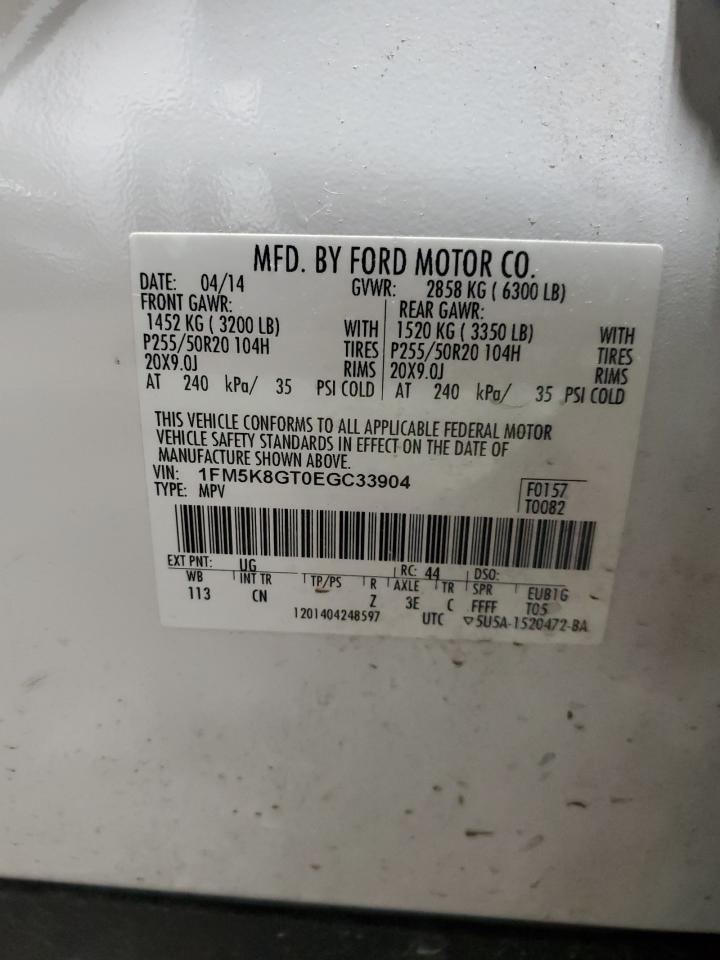 MFD. BY FORD MOTOR CO.
DATE: 04/14 GVWR: 2858 KG ( 6300 LB)
FRONT GAWR: REAR GAWR:
1452 KG ( 3200 LB) WITH 1520 KG ( 3350 LB) WITH
P255/50R20 104H TIRES P255/50R20 104H TIRES
20X9.0J RIMS 20X9.0J RIMS
AT 240 kPa/ 35 PSI COLD AT 240 kPa/ 35 PSI COLD
THIS VEHICLE CONFORMS TO ALL APPLICABLE FEDERAL MOTOR
VEHICLE SAFETY STANDARDS IN EFFECT ON THE DATE OF
MANUFACTURE SHOWN ABOVE.
VIN: 1FM5K8GT0EGC33904
TYPE: MPV F0157
T0082
EXT PNT: UG RC: 44 DSO:
WB INT TR TP/PS R AXLE TR SPR EUB1G
113 CN Z 3E C FFFF T05
1201404248597 UTC ▽5U5A-1520472-BA